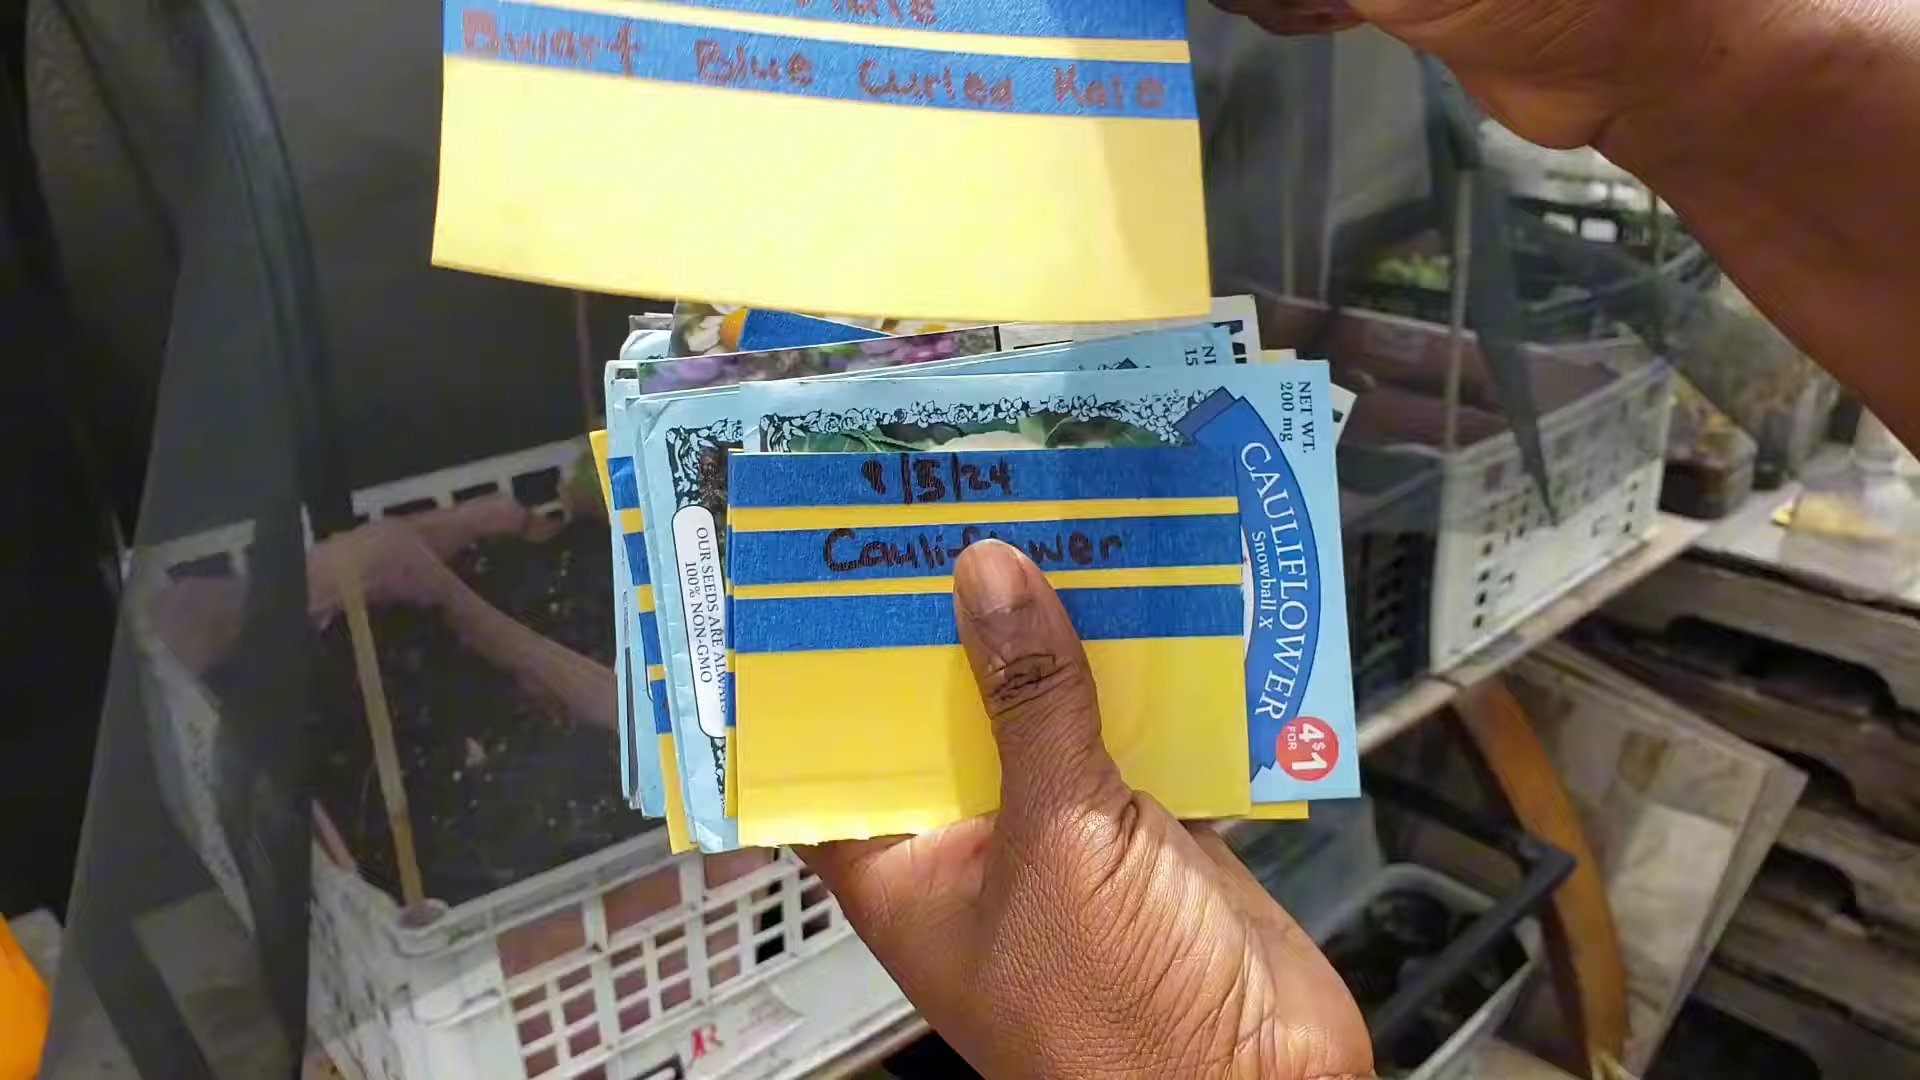 Kale
Dwarf Blue Curled Kale
NET WT.
200 mg
CAULIFLOWER
Snowball X
4 FOR $1
9/5/24
Cauliflower
OUR SEEDS ARE ALWAYS
100% NON-GMO